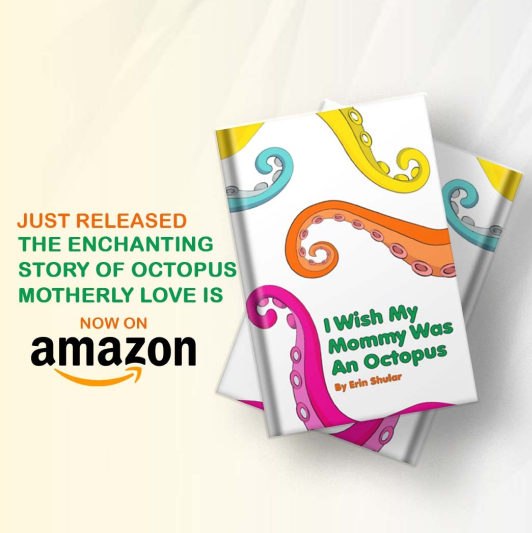 JUST RELEASED
THE ENCHANTING
STORY OF OCTOPUS
MOTHERLY LOVE IS
NOW ON
amazon
I Wish My
Mommy Was
An Octopus
By Erin Shular